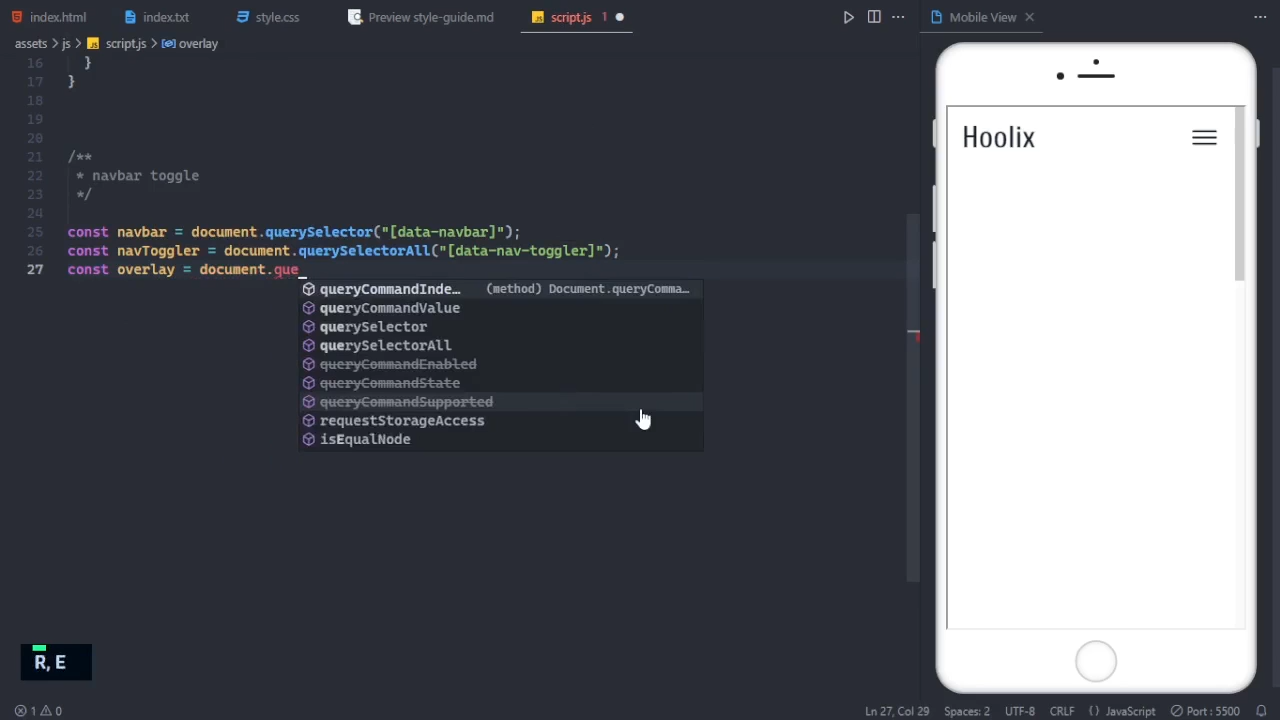 index.html
index.txt
style.css
Preview style-guide.md
script.js 1
Mobile View
assets > js > script.js > overlay
16 }
17 }
18
19
20
21 /**
22 * navbar toggle
23 */
24
25 const navbar = document.querySelector("[data-navbar]");
26 const navToggler = document.querySelectorAll("[data-nav-toggler]");
27 const overlay = document.que
queryCommandInde… (method) Document.queryComma…
queryCommandValue
querySelector
querySelectorAll
queryCommandEnabled
queryCommandState
queryCommandSupported
requestStorageAccess
isEqualNode
Hoolix
R, E
1 0
Ln 27, Col 29
Spaces: 2
UTF-8
CRLF
{ } JavaScript
Port : 5500